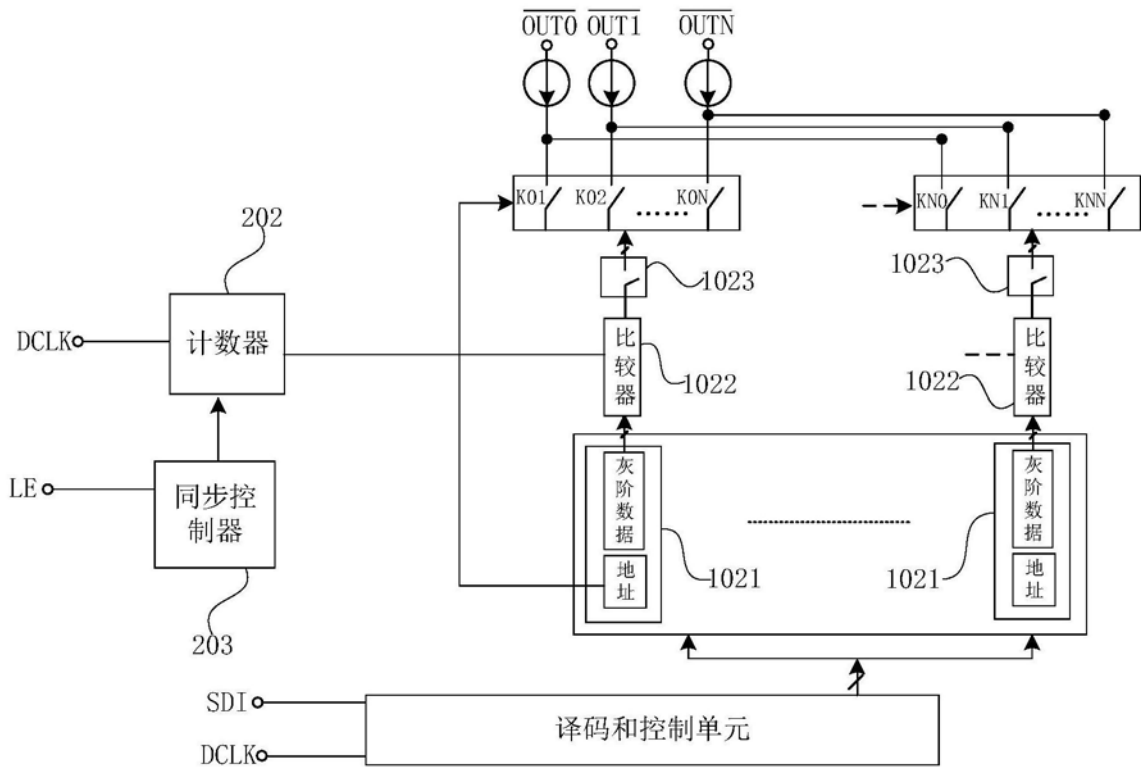 OUT0 OUT1 OUTN
K01 K02 ...... K0N KN0 KN1 ...... KNN
202
1023 1023
DCLK 计数器 比较器 1022 1022 比较器
LE 同步控制器
灰阶数据 1021 1021 灰阶数据
地址 地址
203
SDI
DCLK
译码和控制单元